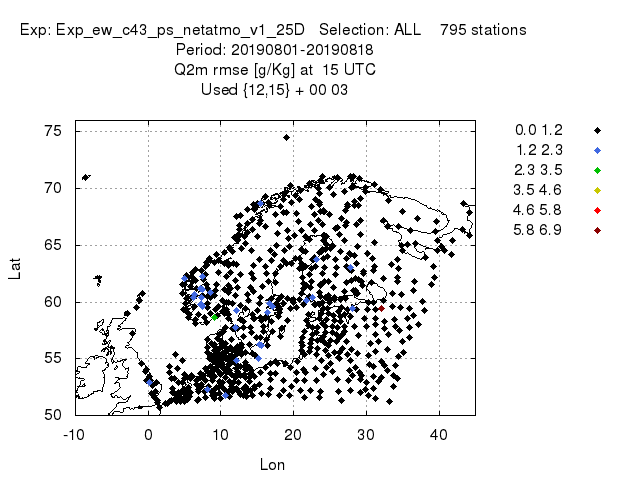 Exp: Exp_ew_c43_ps_netatmo_v1_25D   Selection: ALL    795 stations
Period: 20190801-20190818
Q2m rmse [g/Kg] at  15 UTC
Used {12,15} + 00 03
75
70
65
60
55
50
Lat
-10 0 10 20 30 40
Lon
0.0 1.2
1.2 2.3
2.3 3.5
3.5 4.6
4.6 5.8
5.8 6.9